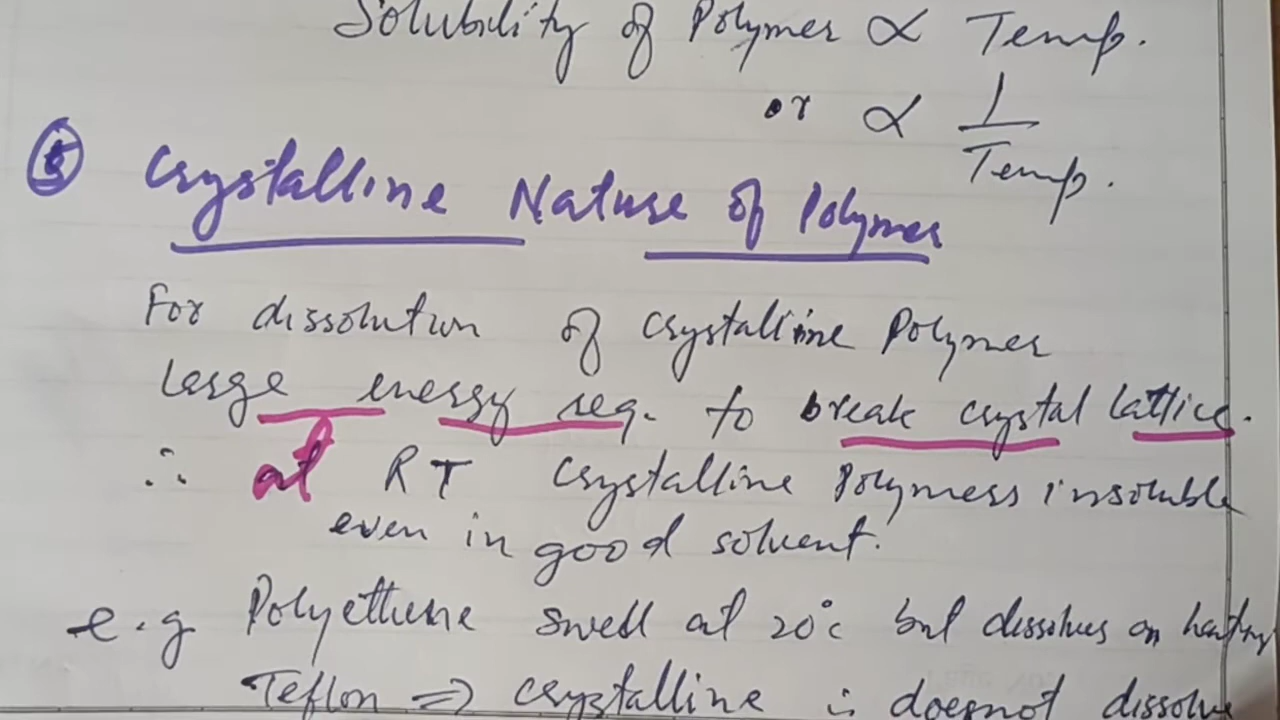 Solubility of Polymer ∝ Temp.
or ∝ 1/Temp.
⑤ Crystalline Nature of Polymer
For dissolution of crystalline Polymer
large energy req. to break crystal lattice.
∴ at RT crystalline Polymers insoluble
even in good solvent.
e.g Polyethene swell at 20°c but dissolves on heating
Teflon ⇒ crystalline is doesnot dissolve